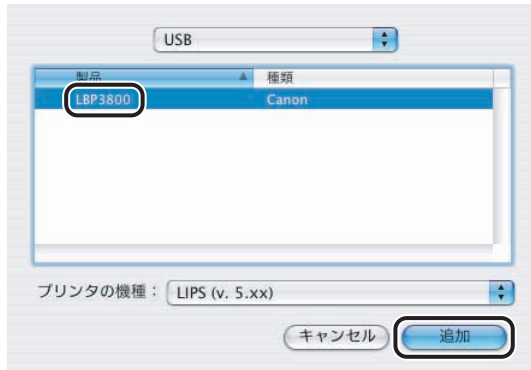 USB
製品 種類
LBP3800 Canon
プリンタの機種： LIPS (v. 5.xx)
キャンセル 追加